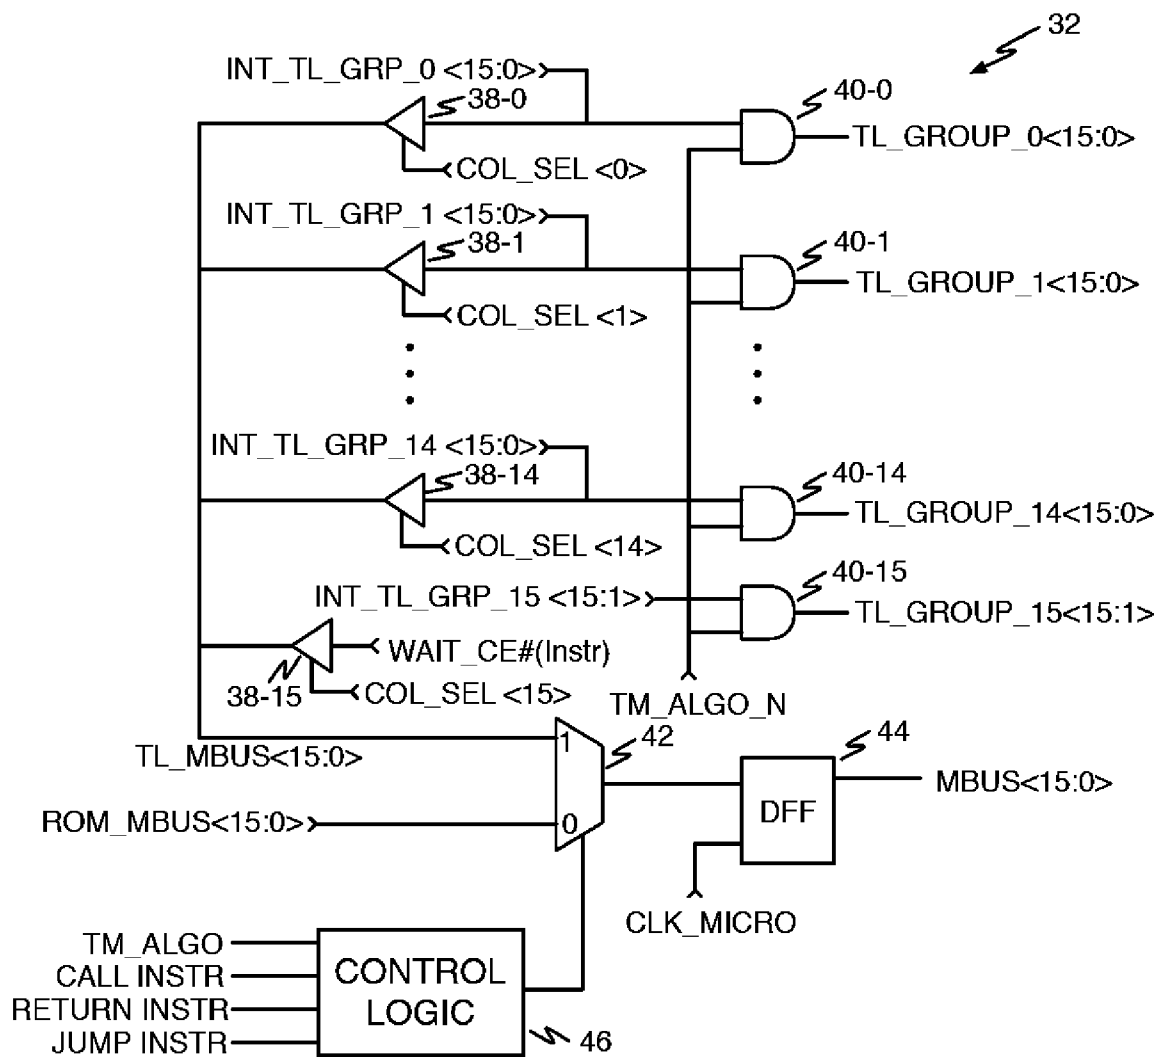 32
INT_TL_GRP_0 <15:0>
38-0
40-0
TL_GROUP_0<15:0>
COL_SEL <0>
INT_TL_GRP_1 <15:0>
38-1
40-1
TL_GROUP_1<15:0>
COL_SEL <1>
INT_TL_GRP_14 <15:0>
38-14
40-14
TL_GROUP_14<15:0>
COL_SEL <14>
40-15
INT_TL_GRP_15 <15:1>
TL_GROUP_15<15:1>
WAIT_CE#(Instr)
38-15
COL_SEL <15>
TM_ALGO_N
42
44
1
TL_MBUS<15:0>
MBUS<15:0>
DFF
ROM_MBUS<15:0>
0
CLK_MICRO
TM_ALGO
CALL INSTR
RETURN INSTR
JUMP INSTR
CONTROL
LOGIC
46